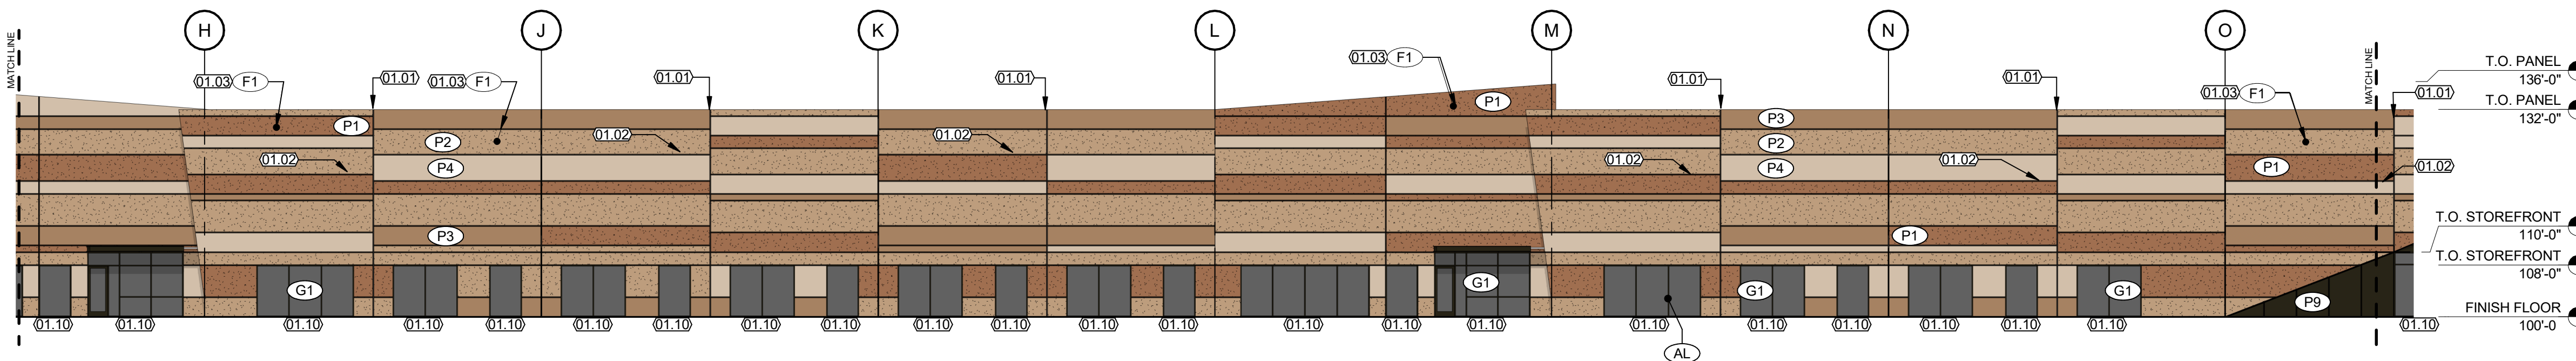 H J K L M N O
MATCH LINE
MATCH LINE
01.03 F1
01.01
01.03 F1
01.01
01.01
01.03 F1
01.01
01.01
01.03 F1
01.01
T.O. PANEL
136'-0"
T.O. PANEL
132'-0"
P1
P1
P3
P1
P2
01.02
01.02
P2
01.02
P4
01.02
01.02
P4
P1
01.02
P3
P1
T.O. STOREFRONT
110'-0"
T.O. STOREFRONT
108'-0"
G1
G1
G1
G1
P9
FINISH FLOOR
100'-0
01.10 01.10 01.10 01.10 01.10 01.10 01.10 01.10 01.10 01.10 01.10 01.10 01.10 01.10 01.10 01.10 01.10 01.10 01.10 01.10 01.10 01.10 01.10
AL